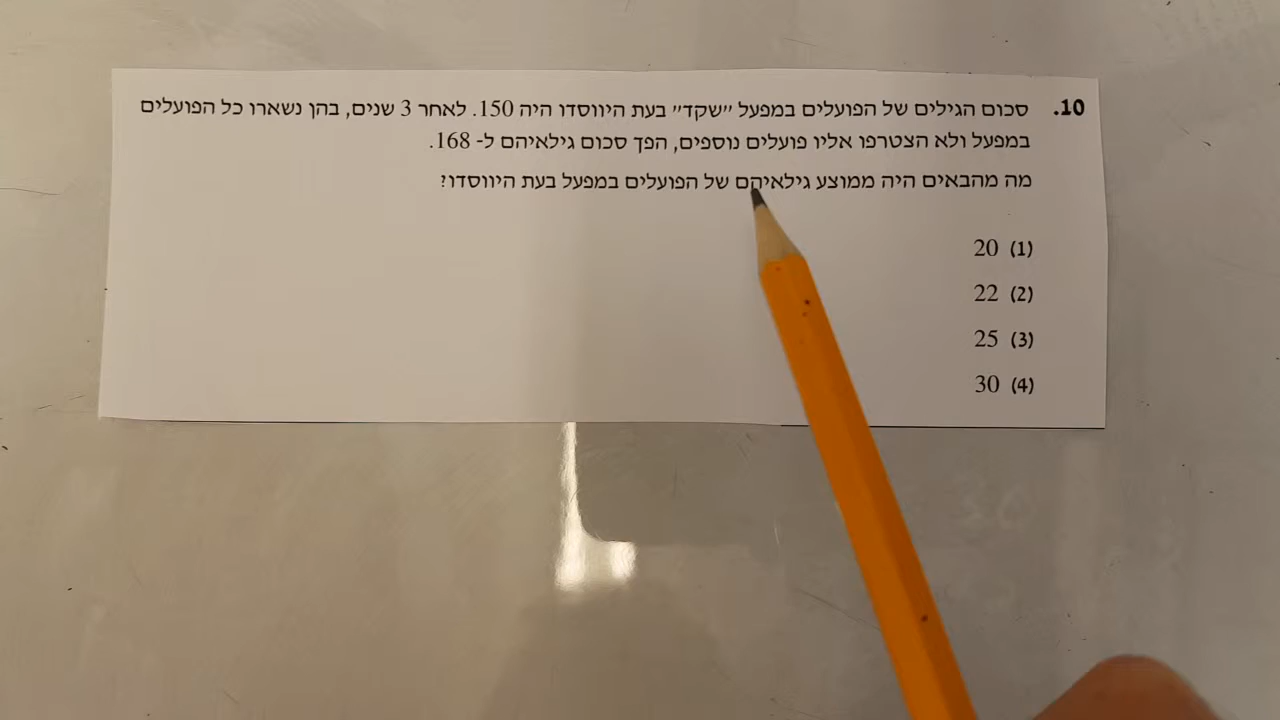 10. סכום הגילים של הפועלים במפעל "שקד" בעת היווסדו היה 150. לאחר 3 שנים, בהן נשארו כל הפועלים
במפעל ולא הצטרפו אליו פועלים נוספים, הפך סכום גילאיהם ל- 168.
מה מהבאים היה ממוצע גילאיהם של הפועלים במפעל בעת היווסדו?
(1) 20
(2) 22
(3) 25
(4) 30